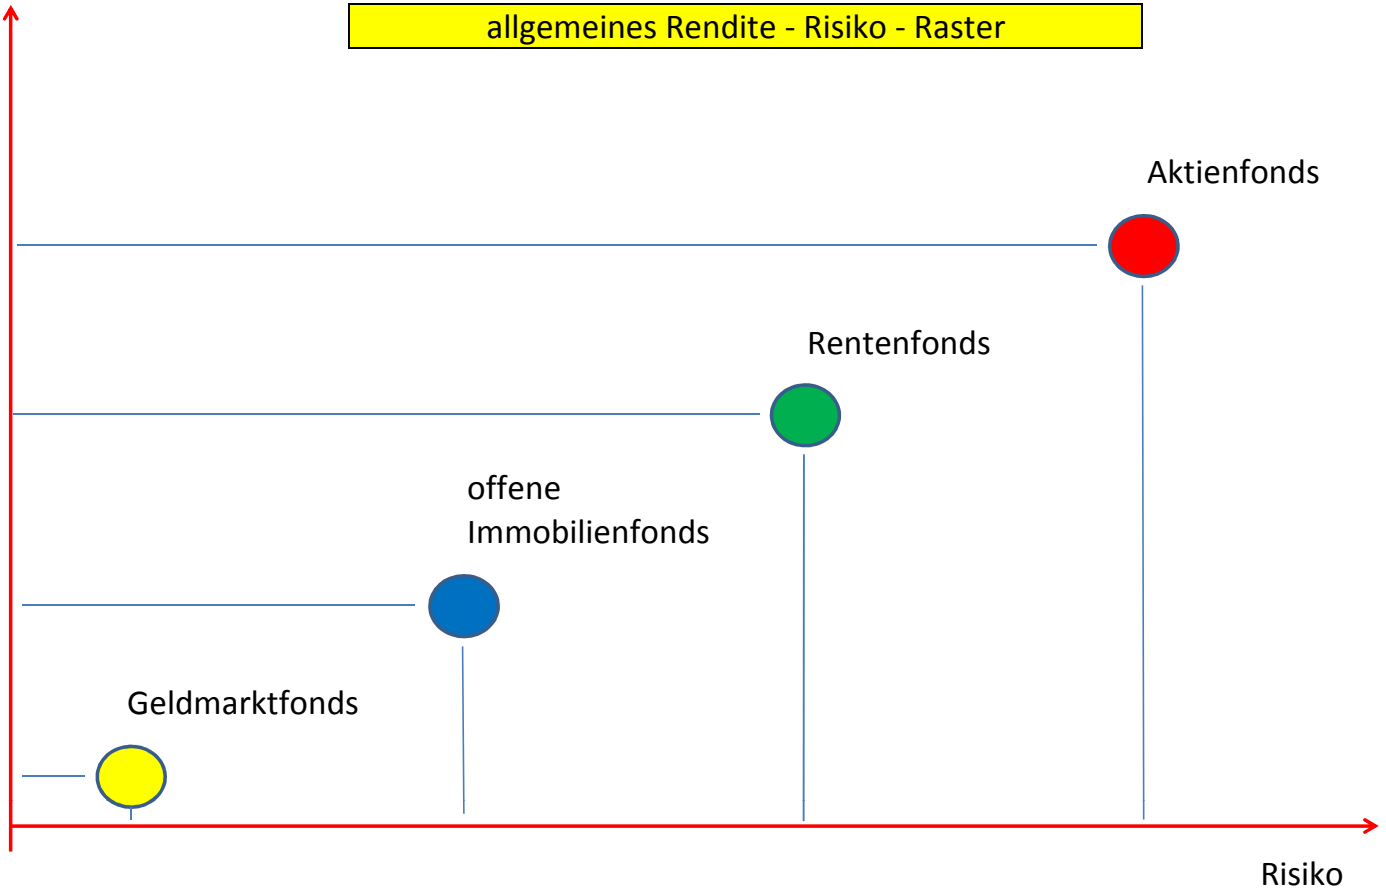 allgemeines Rendite - Risiko - Raster
Aktienfonds
Rentenfonds
offene
Immobilienfonds
Geldmarktfonds
Risiko